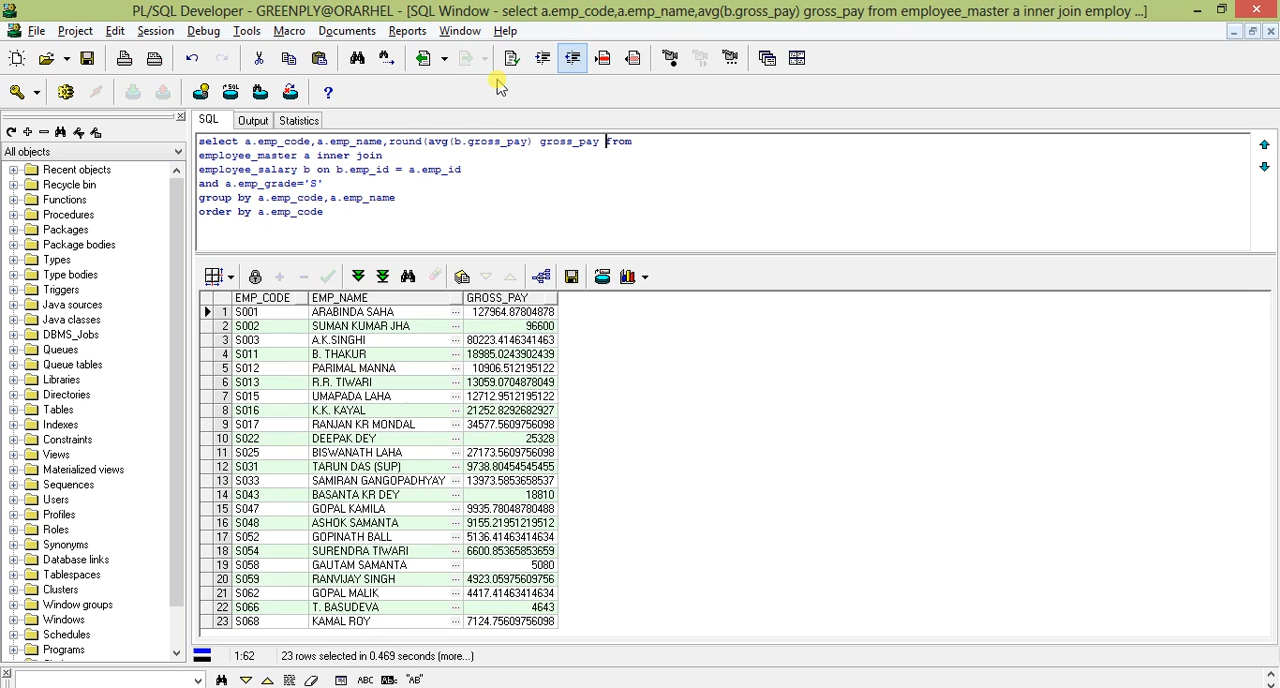 PL/SQL Developer - GREENPLY@ORARHEL - [SQL Window - select a.emp_code,a.emp_name,avg(b.gross_pay) gross_pay from employee_master a inner join employ ...]
File Project Edit Session Debug Tools Macro Documents Reports Window Help
SQL Output Statistics
All objects
Recent objects
Recycle bin
Functions
Procedures
Packages
Package bodies
Types
Type bodies
Triggers
Java sources
Java classes
DBMS_Jobs
Queues
Queue tables
Libraries
Directories
Tables
Indexes
Constraints
Views
Materialized views
Sequences
Users
Profiles
Roles
Synonyms
Database links
Tablespaces
Clusters
Window groups
Windows
Schedules
Programs
select a.emp_code,a.emp_name,round(avg(b.gross_pay) gross_pay from
employee_master a inner join
employee_salary b on b.emp_id = a.emp_id
and a.emp_grade='S'
group by a.emp_code,a.emp_name
order by a.emp_code
EMP_CODE EMP_NAME GROSS_PAY
1 S001 ARABINDA SAHA ... 127964.87804878
2 S002 SUMAN KUMAR JHA ... 96600
3 S003 A.K.SINGHI ... 80223.4146341463
4 S011 B. THAKUR ... 18985.0243902439
5 S012 PARIMAL MANNA ... 10906.512195122
6 S013 R.R. TIWARI ... 13059.0704878049
7 S015 UMAPADA LAHA ... 12712.9512195122
8 S016 K.K. KAYAL ... 21252.8292682927
9 S017 RANJAN KR MONDAL ... 34577.5609756098
10 S022 DEEPAK DEY ... 25328
11 S025 BISWANATH LAHA ... 27173.5609756098
12 S031 TARUN DAS (SUP) ... 9738.80454545455
13 S033 SAMIRAN GANGOPADHYAY ... 13973.5853658537
14 S043 BASANTA KR DEY ... 18810
15 S047 GOPAL KAMILA ... 9935.78048780488
16 S048 ASHOK SAMANTA ... 9155.21951219512
17 S052 GOPINATH BALL ... 5136.41463414634
18 S054 SURENDRA TIWARI ... 6600.85365853659
19 S058 GAUTAM SAMANTA ... 5080
20 S059 RANVIJAY SINGH ... 4923.05975609756
21 S062 GOPAL MALIK ... 4417.41463414634
22 S066 T. BASUDEVA ... 4643
23 S068 KAMAL ROY ... 7124.75609756098
1:62 23 rows selected in 0.469 seconds (more...)
ABC "AB"